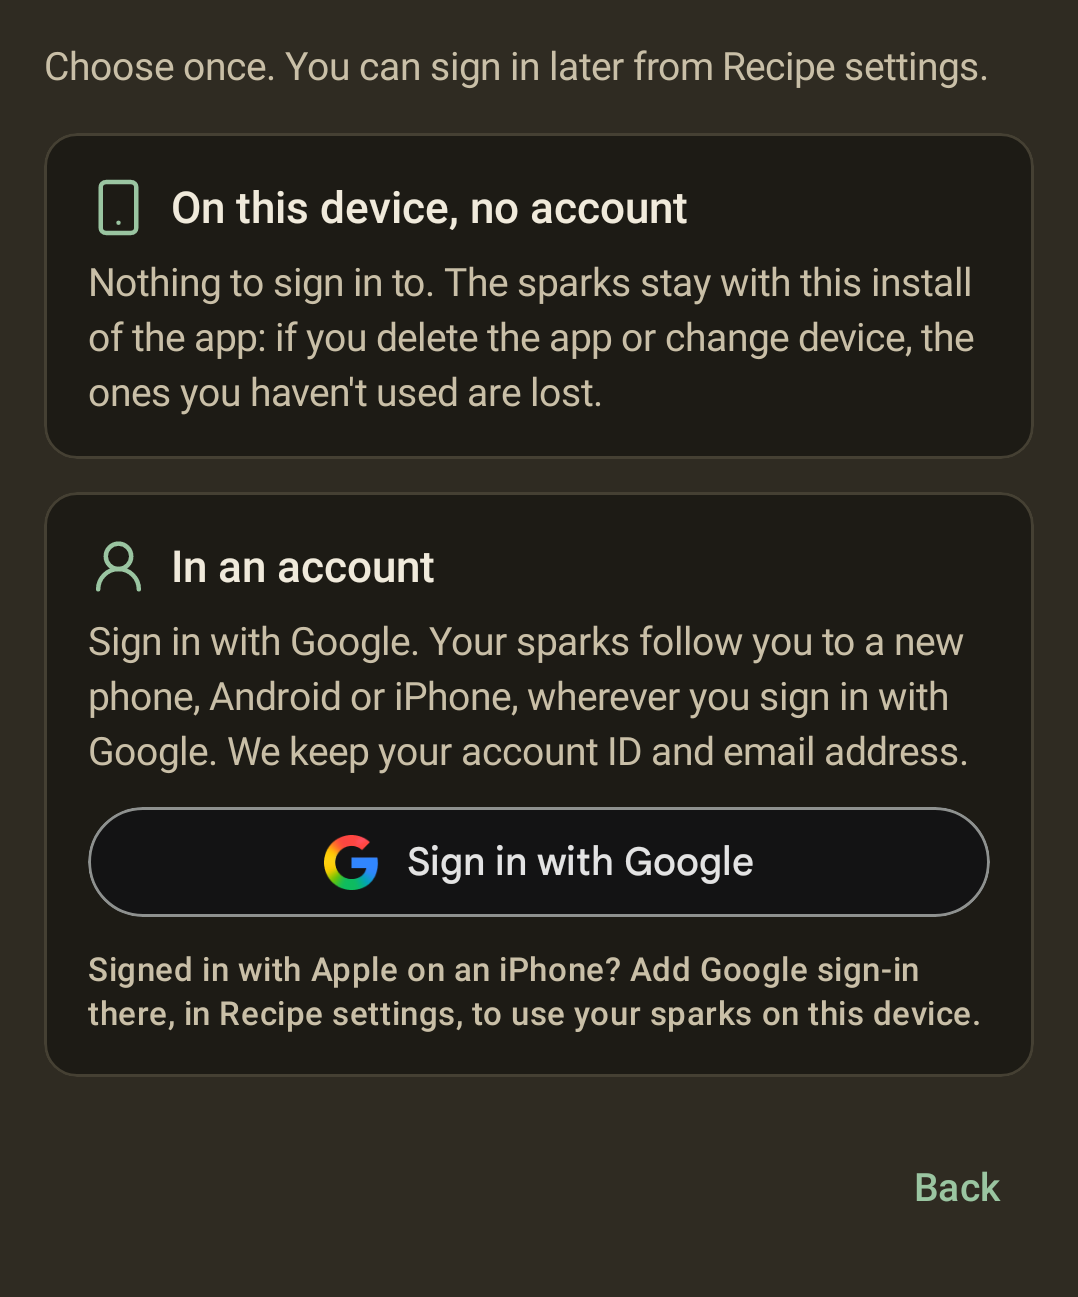 Choose once. You can sign in later from Recipe settings.
On this device, no account
Nothing to sign in to. The sparks stay with this install
of the app: if you delete the app or change device, the
ones you haven't used are lost.
In an account
Sign in with Google. Your sparks follow you to a new
phone, Android or iPhone, wherever you sign in with
Google. We keep your account ID and email address.
Sign in with Google
Signed in with Apple on an iPhone? Add Google sign-in
there, in Recipe settings, to use your sparks on this device.
Back